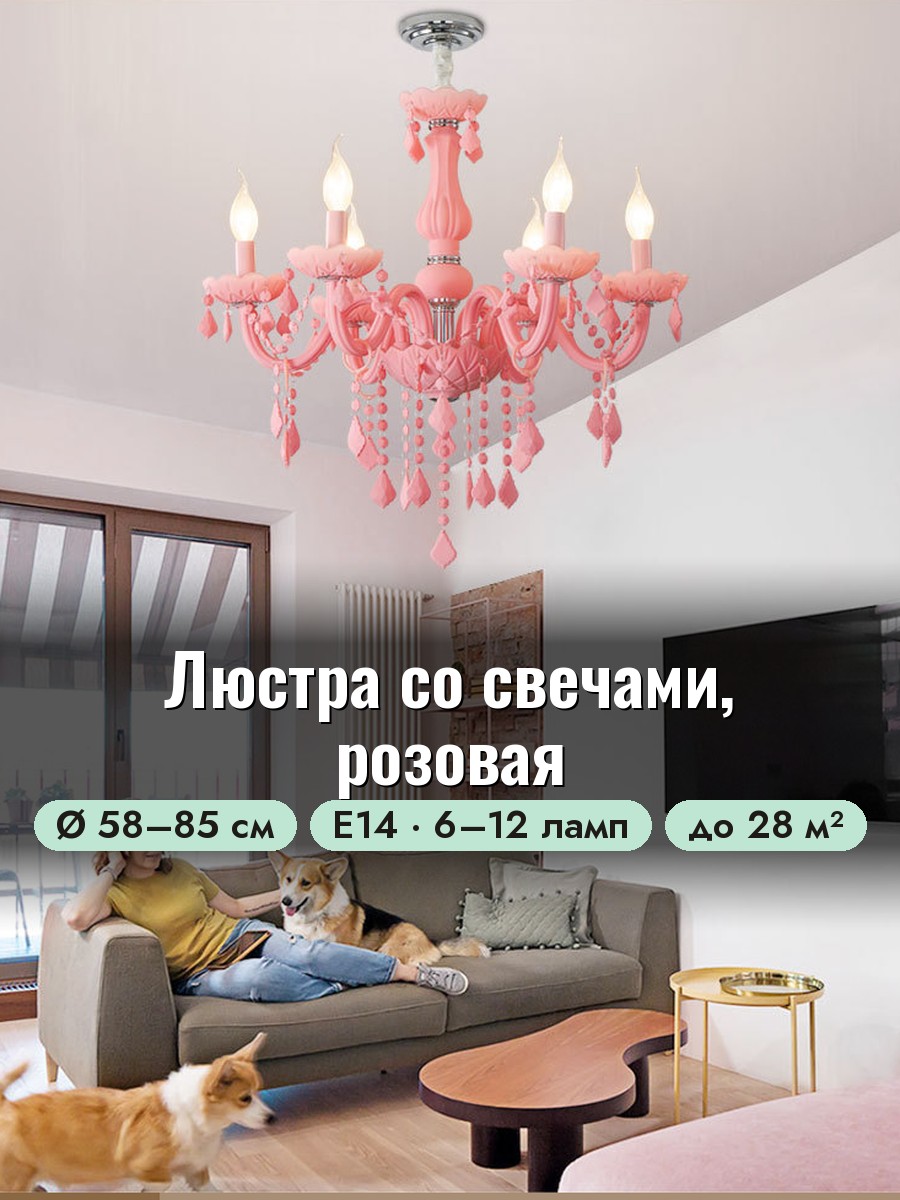 Люстра со свечами,
розовая
Ø 58–85 см
E14 · 6–12 ламп
до 28 м²